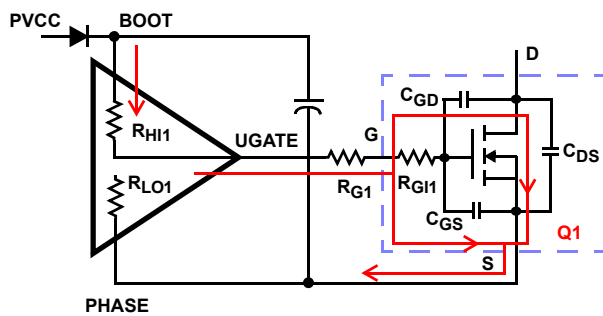 PVCC
BOOT
D
CGD
RHI1
UGATE
G
CDS
RLO1
RG1
RGI1
CGS
Q1
S
PHASE